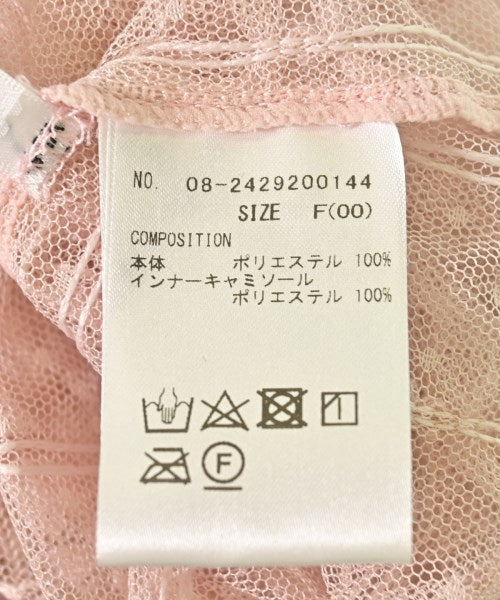 NO. 08-2429200144
SIZE F(00)
COMPOSITION
本体 ポリエステル 100%
インナーキャミソール
ポリエステル 100%
F